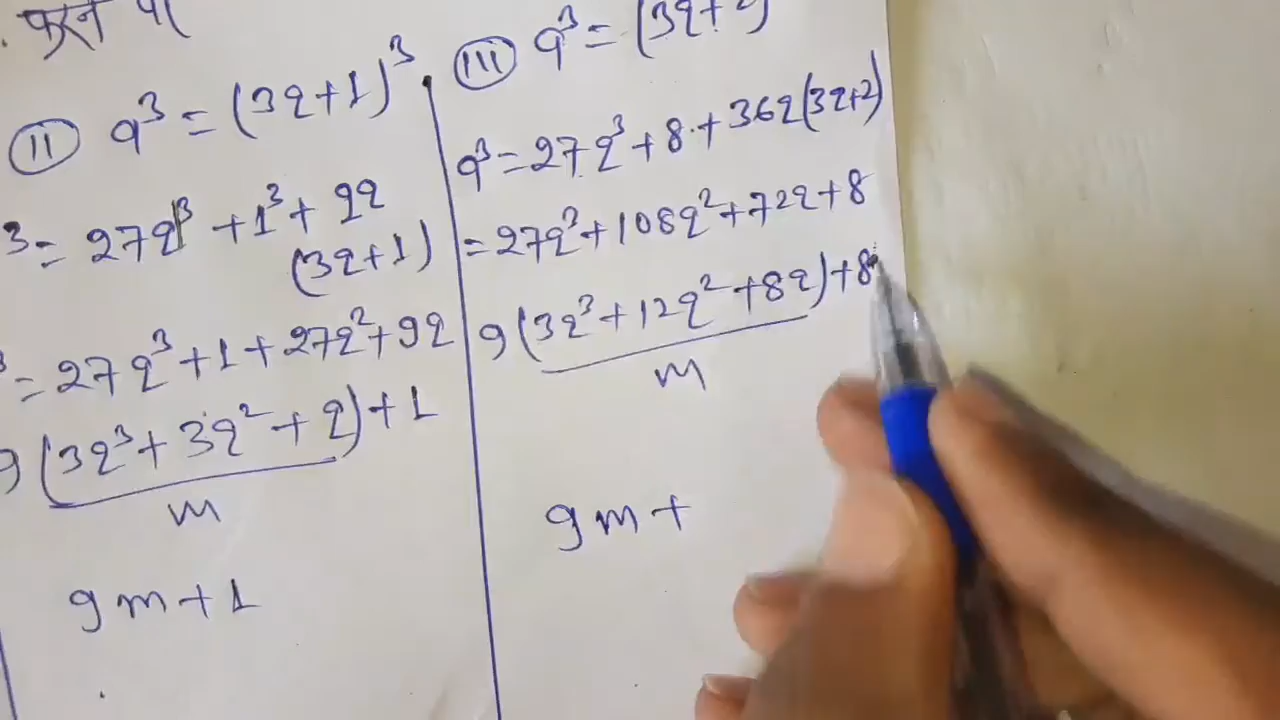 . करने पर
(II) a³ = (3q+1)³
³ = 27q³ + 1³ + 9q
(3q+1)
³ = 27q³ + 1 + 27q² + 9q
9 (3q³ + 3q² + q) + 1
m
9m + 1
(III) a³ = (3q+2)
a³ = 27q³ + 8 + 36q(3q+2)
= 27q³ + 108q² + 72q + 8
9 (3q³ + 12q² + 8q) + 8
m
9m +